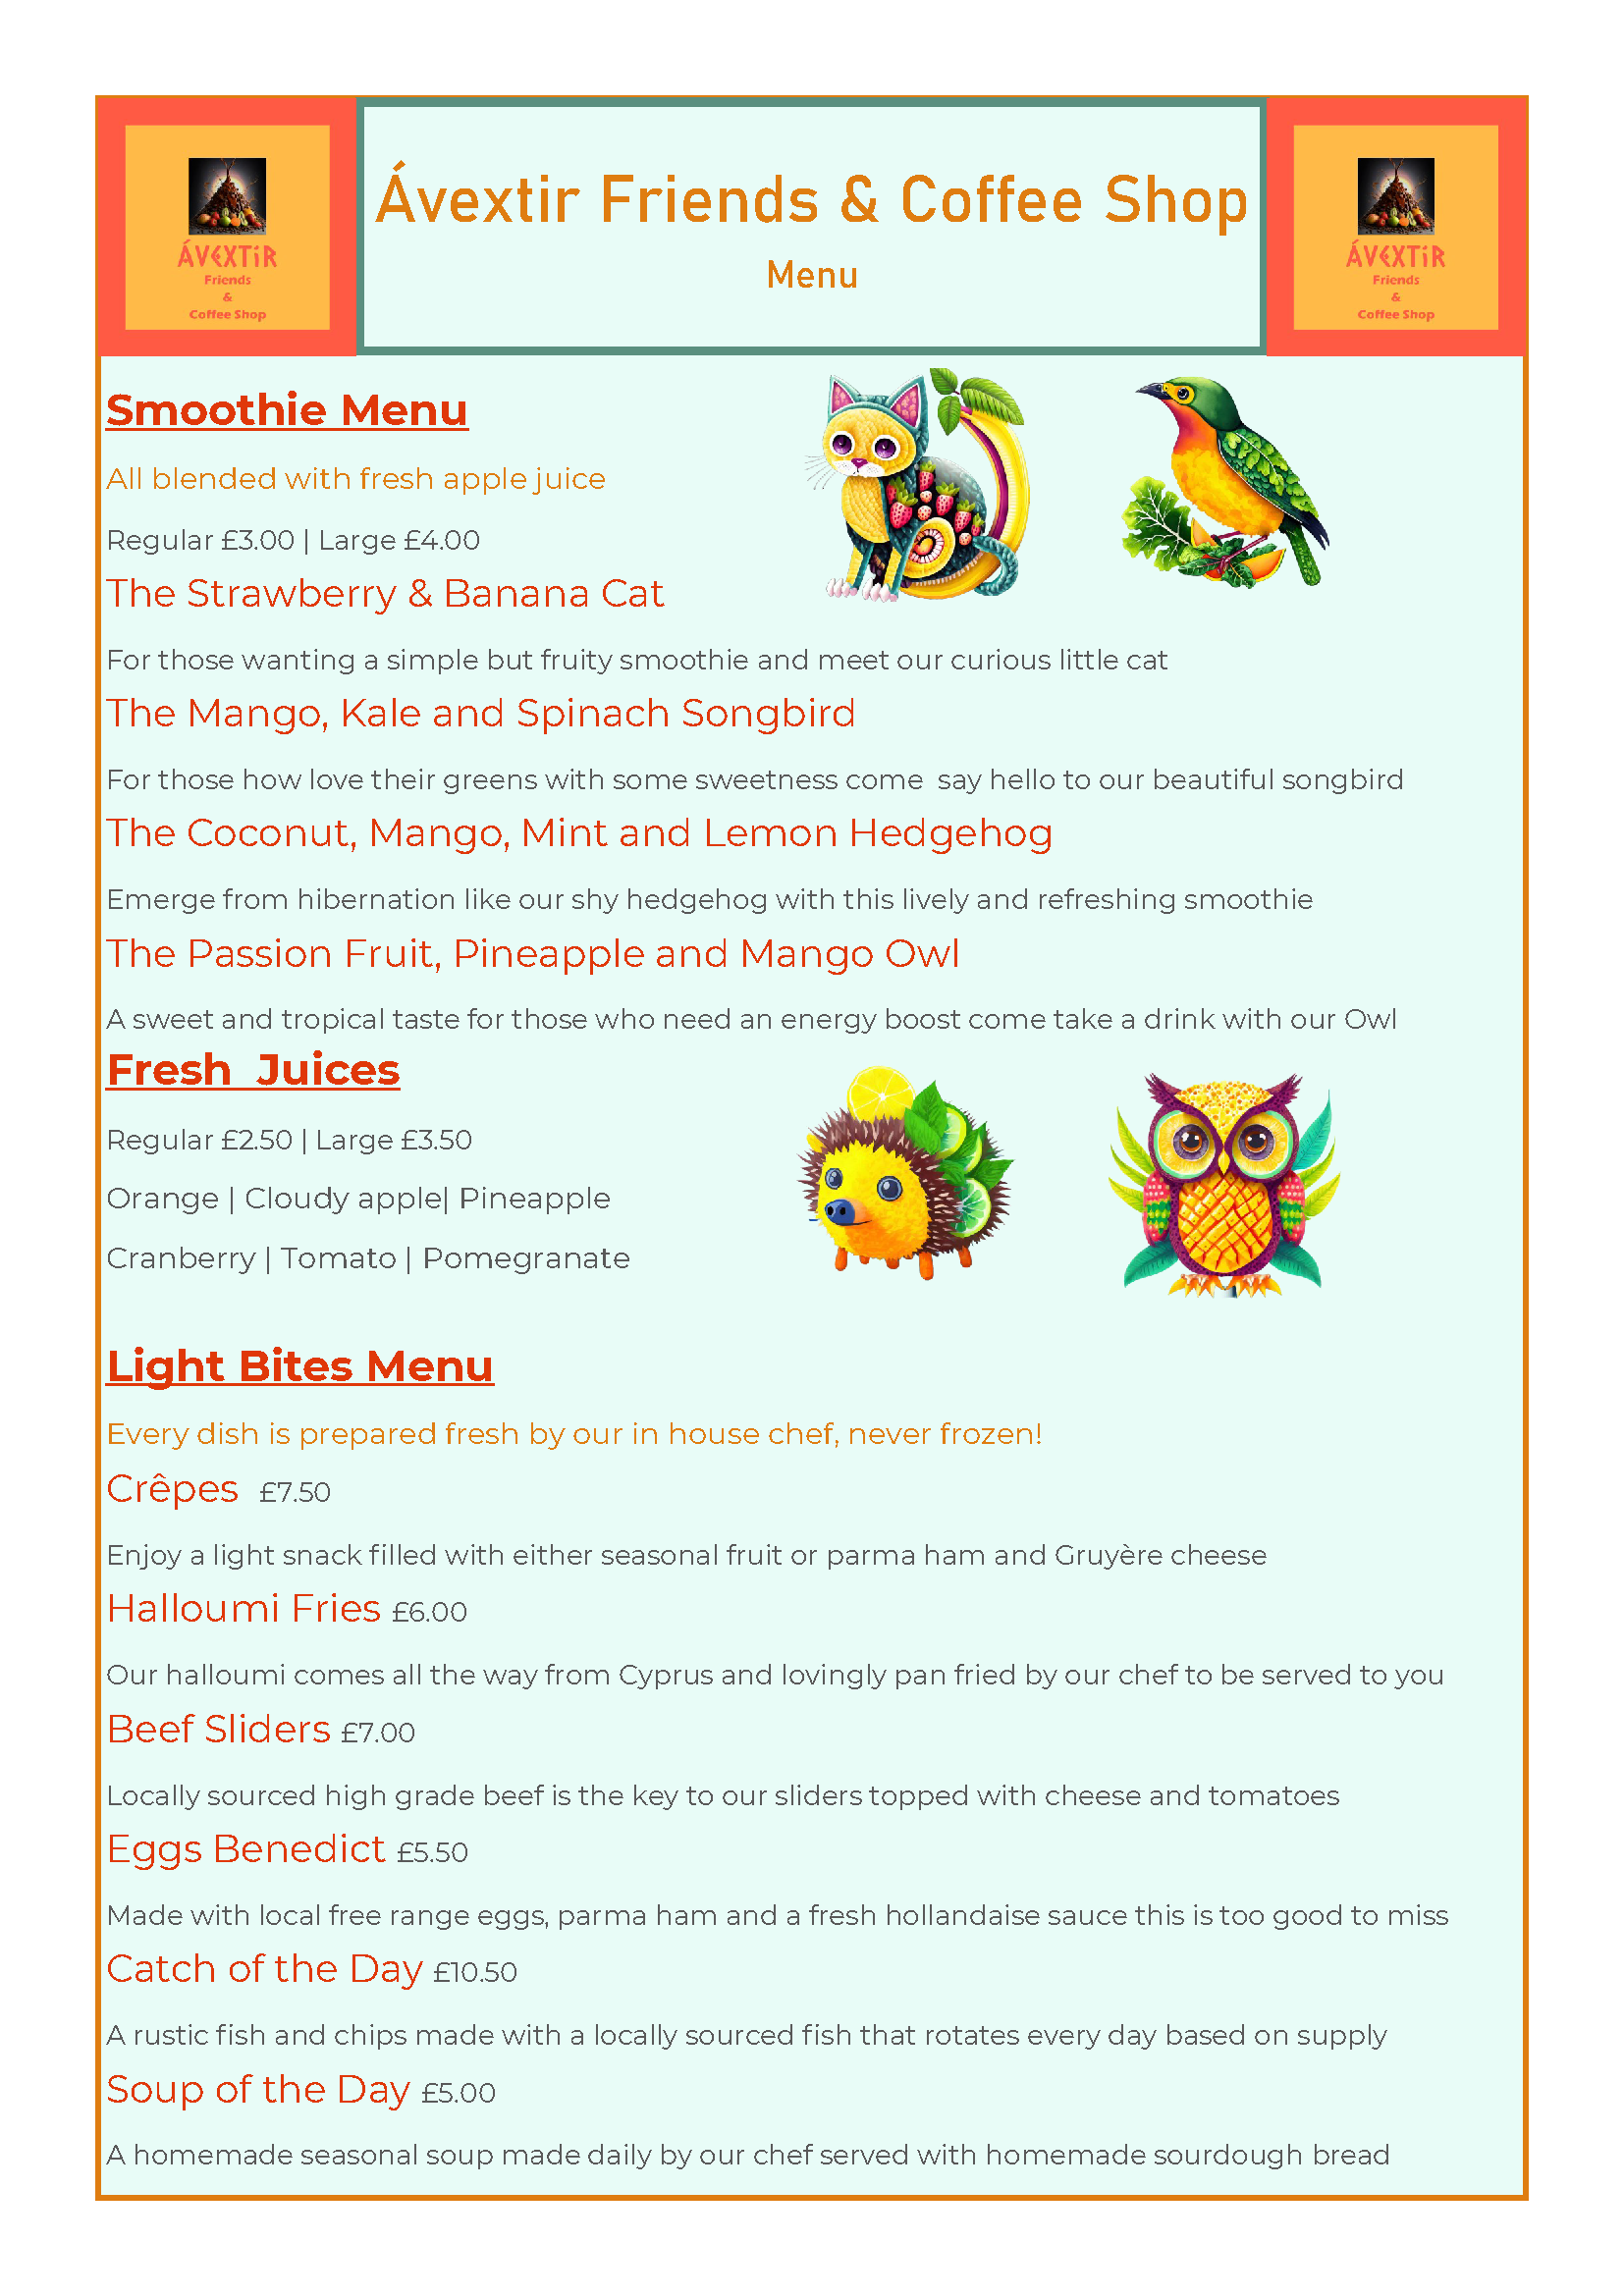 ÁVEXTiR
Friends
&
Coffee Shop
Ávextir Friends & Coffee Shop
Menu
ÁVEXTiR
Friends
&
Coffee Shop
Smoothie Menu
All blended with fresh apple juice
Regular £3.00 | Large £4.00
The Strawberry & Banana Cat
For those wanting a simple but fruity smoothie and meet our curious little cat
The Mango, Kale and Spinach Songbird
For those how love their greens with some sweetness come  say hello to our beautiful songbird
The Coconut, Mango, Mint and Lemon Hedgehog
Emerge from hibernation like our shy hedgehog with this lively and refreshing smoothie
The Passion Fruit, Pineapple and Mango Owl
A sweet and tropical taste for those who need an energy boost come take a drink with our Owl
Fresh  Juices
Regular £2.50 | Large £3.50
Orange | Cloudy apple| Pineapple
Cranberry | Tomato | Pomegranate
Light Bites Menu
Every dish is prepared fresh by our in house chef, never frozen!
Crêpes  £7.50
Enjoy a light snack filled with either seasonal fruit or parma ham and Gruyère cheese
Halloumi Fries £6.00
Our halloumi comes all the way from Cyprus and lovingly pan fried by our chef to be served to you
Beef Sliders £7.00
Locally sourced high grade beef is the key to our sliders topped with cheese and tomatoes
Eggs Benedict £5.50
Made with local free range eggs, parma ham and a fresh hollandaise sauce this is too good to miss
Catch of the Day £10.50
A rustic fish and chips made with a locally sourced fish that rotates every day based on supply
Soup of the Day £5.00
A homemade seasonal soup made daily by our chef served with homemade sourdough bread